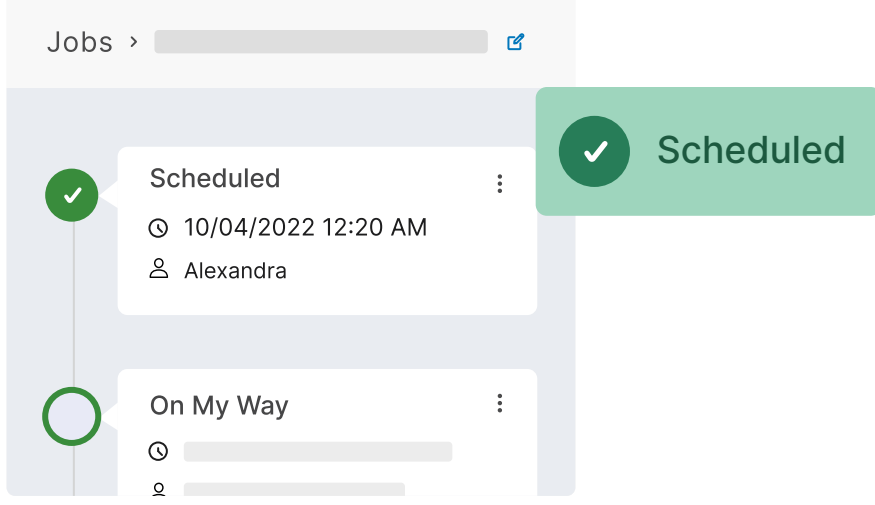 Jobs >
Scheduled
Scheduled
10/04/2022 12:20 AM
Alexandra
On My Way